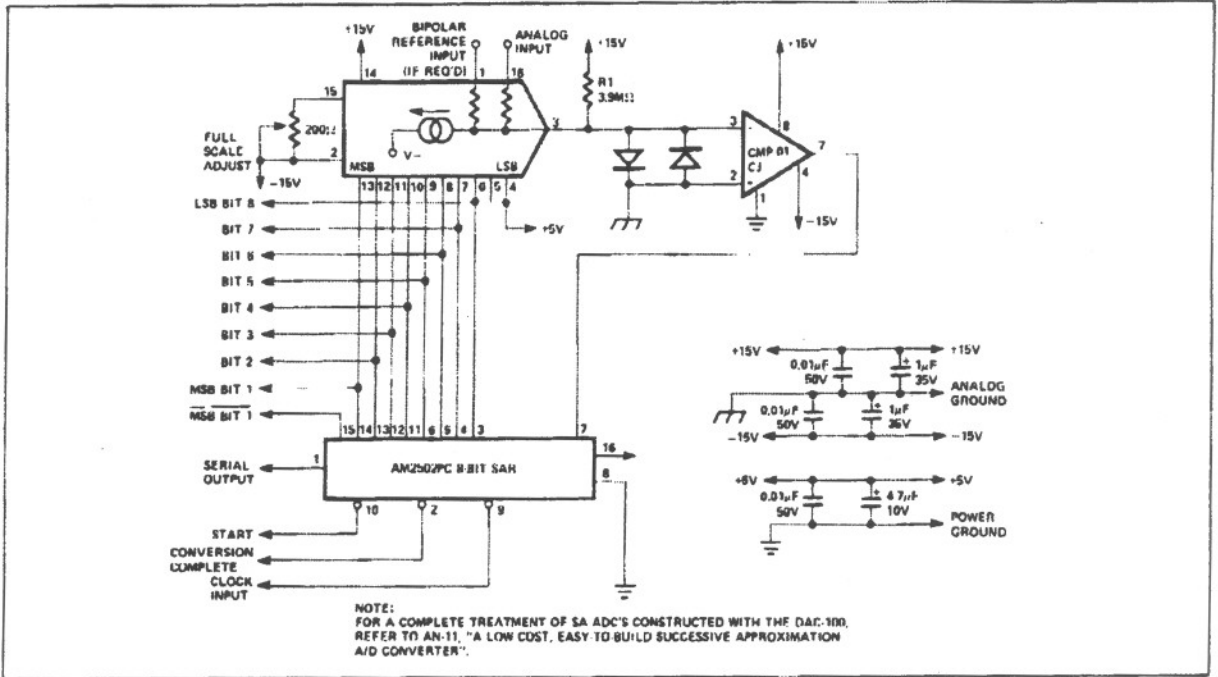 +15V
BIPOLAR
REFERENCE
INPUT
(IF REQ'D)
ANALOG
INPUT
+15V
+15V
14
1
16
15
R1
3.9MΩ
FULL
SCALE
ADJUST
200Ω
2
V-
3
3
-
8
CMP 01
CJ
7
2
+
4
1
-15V
MSB
LSB
13 12 11 10 9 8 7 6 5 4
-15V
LSB BIT 8
+5V
BIT 7
BIT 6
BIT 5
BIT 4
BIT 3
BIT 2
MSB BIT 1
MSB BIT 1
15 14 13 12 11 6 5 4 3
7
16
8
1
SERIAL
OUTPUT
AM2502PC 8-BIT SAR
10
2
9
START
CONVERSION
COMPLETE
CLOCK
INPUT
+15V
+15V
0.01µF
50V
+
1µF
35V
ANALOG
GROUND
0.01µF
50V
+
1µF
35V
-15V
-15V
+5V
+5V
0.01µF
50V
+
4.7µF
10V
POWER
GROUND
NOTE:
FOR A COMPLETE TREATMENT OF SA ADC'S CONSTRUCTED WITH THE DAC-100,
REFER TO AN-11, "A LOW COST, EASY-TO-BUILD SUCCESSIVE APPROXIMATION
A/D CONVERTER".